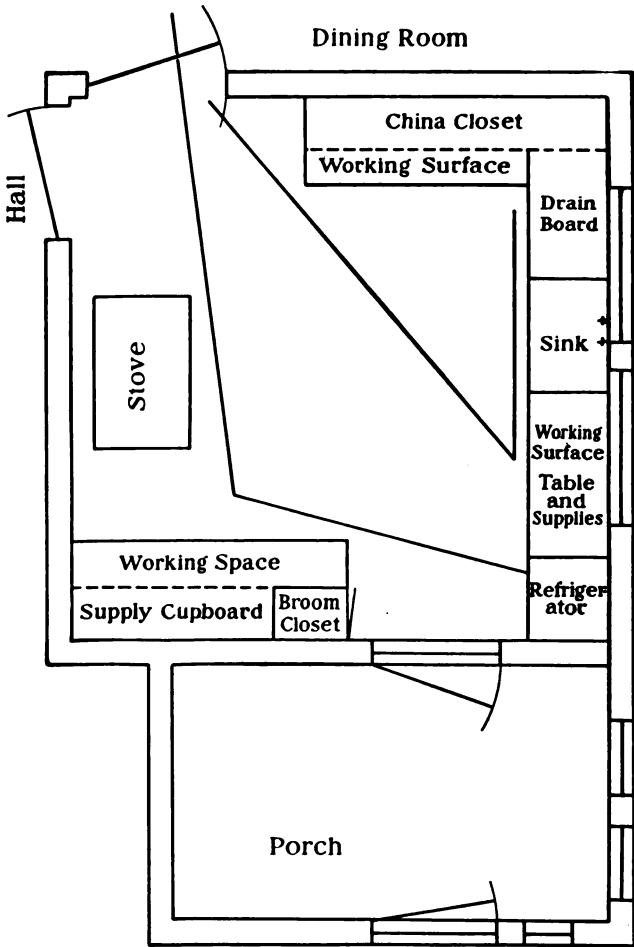 Dining Room
China Closet
Working Surface
Hall
Drain
Board
Stove
Sink
Working
Surface
Table
and
Supplies
Working Space
Refriger-
ator
Supply Cupboard
Broom
Closet
Porch